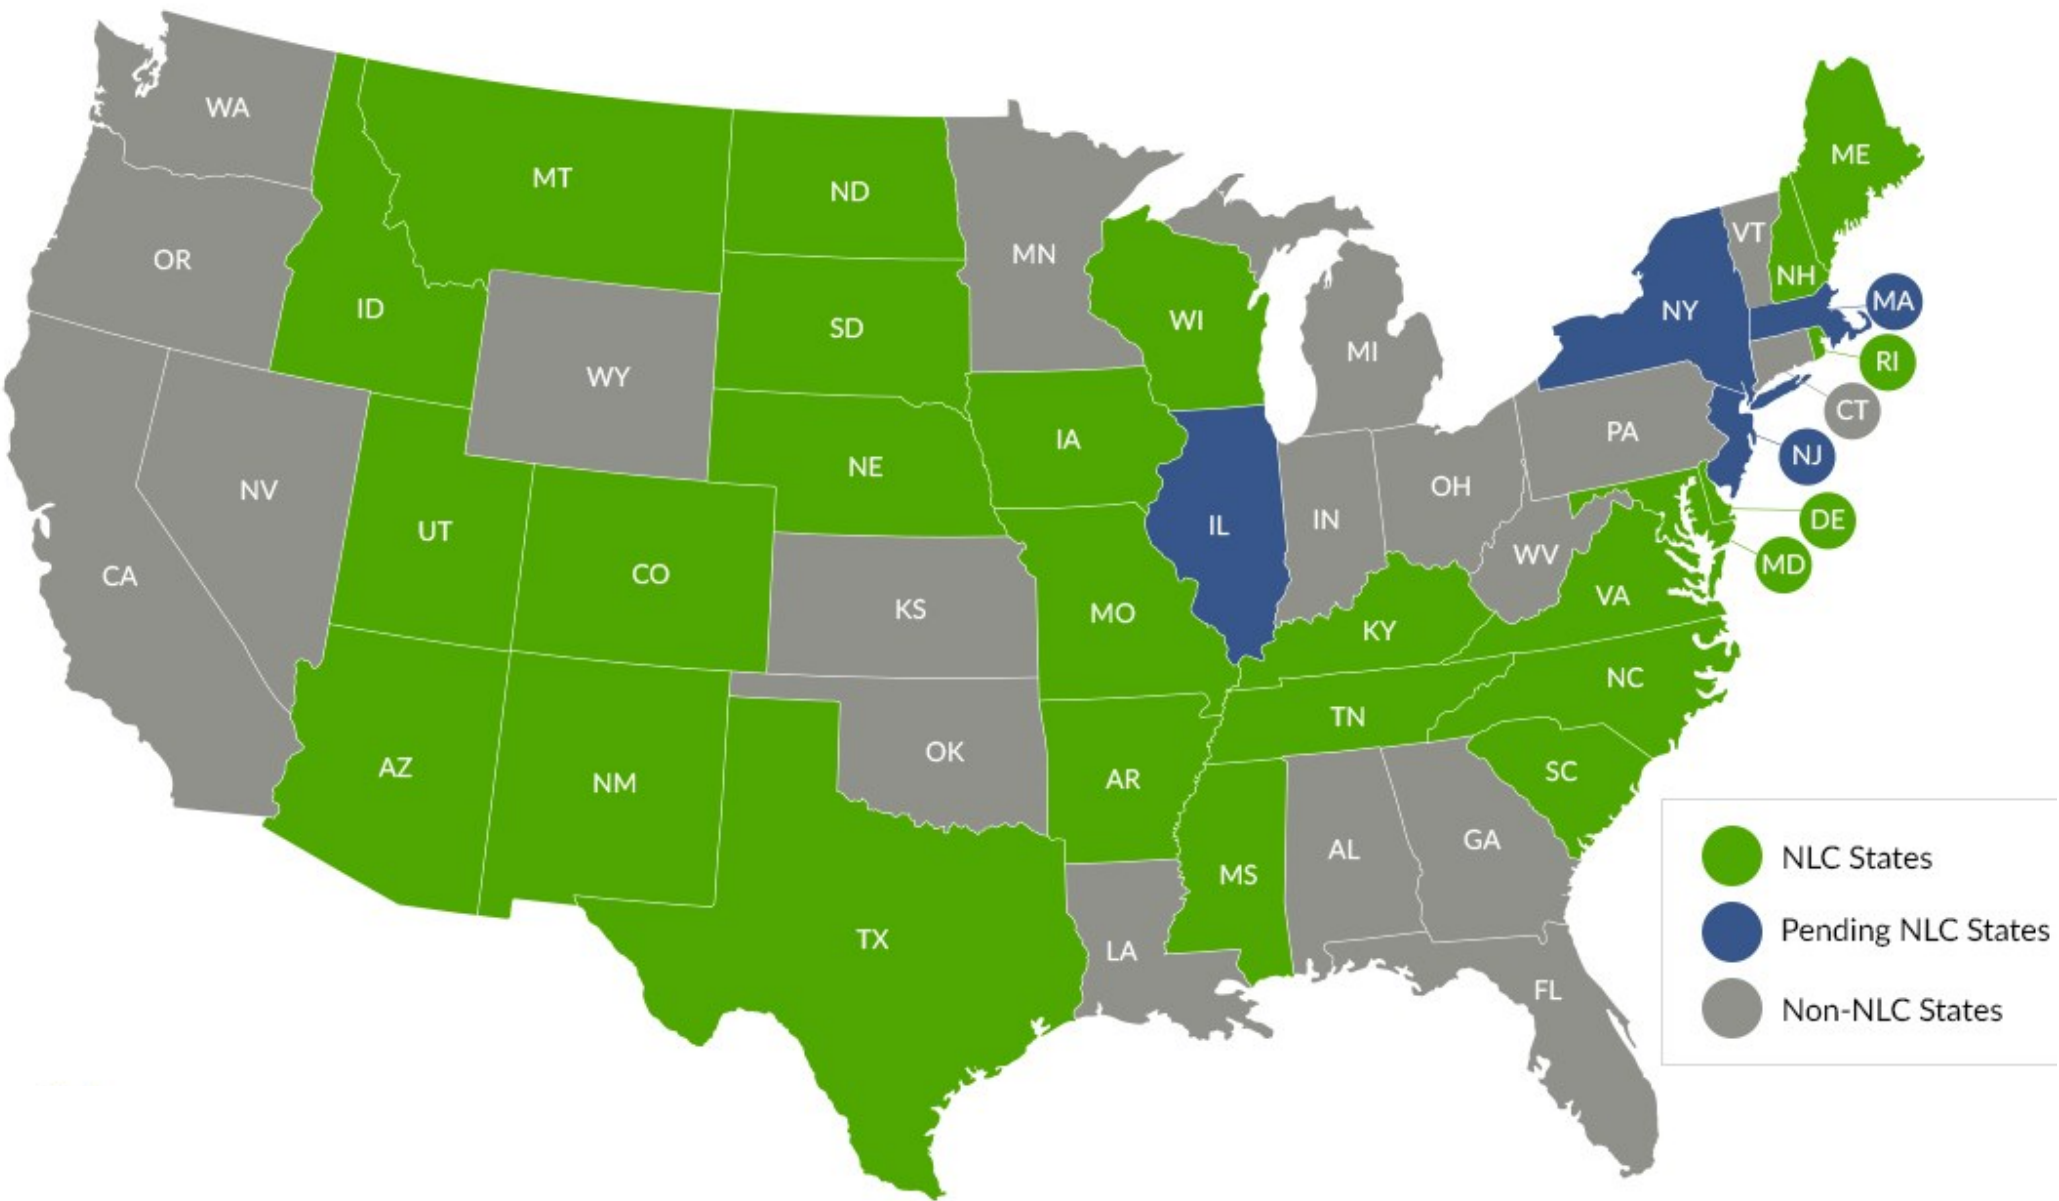 WA
MT
ND
ME
OR
MN
VT
ID
NH
NY
MA
SD
WI
MI
RI
WY
CT
IA
PA
NE
NJ
NV
OH
IN
IL
DE
UT
WV
CO
MD
CA
KS
MO
VA
KY
NC
TN
OK
AZ
NM
AR
SC
GA
AL
MS
TX
LA
FL
NLC States
Pending NLC States
Non-NLC States